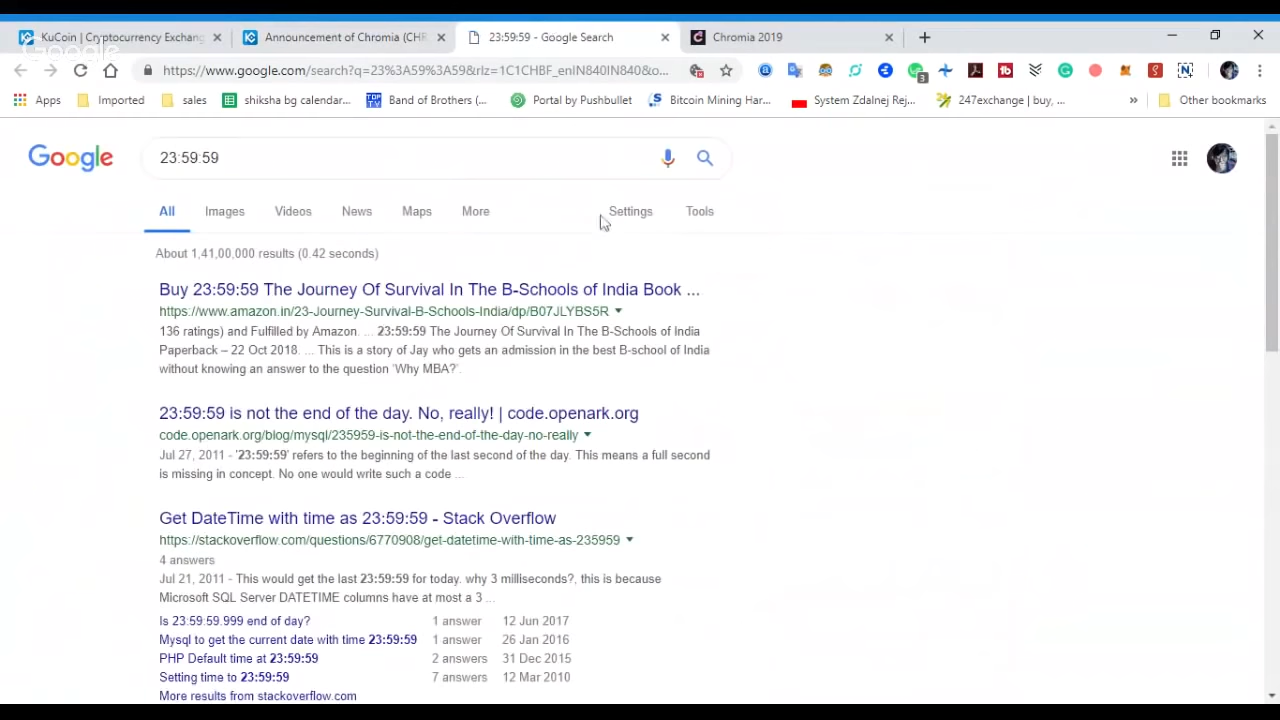 KuCoin | Cryptocurrency Exchang
Announcement of Chromia (CHR
23:59:59 - Google Search
Chromia 2019
Google
https://www.google.com/search?q=23%3A59%3A59&rlz=1C1CHBF_enIN840IN840&o...
3
Apps
Imported
sales
shiksha bg calendar...
Band of Brothers (...
Portal by Pushbullet
Bitcoin Mining Har...
System Zdalnej Rej...
247exchange | buy, ...
»
Other bookmarks
Google
23:59:59
All
Images
Videos
News
Maps
More
Settings
Tools
About 1,41,00,000 results (0.42 seconds)
Buy 23:59:59 The Journey Of Survival In The B-Schools of India Book ...
https://www.amazon.in/23-Journey-Survival-B-Schools-India/dp/B07JLYBS5R
136 ratings) and Fulfilled by Amazon. ... 23:59:59 The Journey Of Survival In The B-Schools of India
Paperback – 22 Oct 2018. ... This is a story of Jay who gets an admission in the best B-school of India
without knowing an answer to the question 'Why MBA?'.
23:59:59 is not the end of the day. No, really! | code.openark.org
code.openark.org/blog/mysql/235959-is-not-the-end-of-the-day-no-really
Jul 27, 2011 - '23:59:59' refers to the beginning of the last second of the day. This means a full second
is missing in concept. No one would write such a code ...
Get DateTime with time as 23:59:59 - Stack Overflow
https://stackoverflow.com/questions/6770908/get-datetime-with-time-as-235959
4 answers
Jul 21, 2011 - This would get the last 23:59:59 for today. why 3 milliseconds?, this is because
Microsoft SQL Server DATETIME columns have at most a 3 ...
Is 23:59:59.999 end of day? 1 answer 12 Jun 2017
Mysql to get the current date with time 23:59:59 1 answer 26 Jan 2016
PHP Default time at 23:59:59 2 answers 31 Dec 2015
Setting time to 23:59:59 7 answers 12 Mar 2010
More results from stackoverflow.com